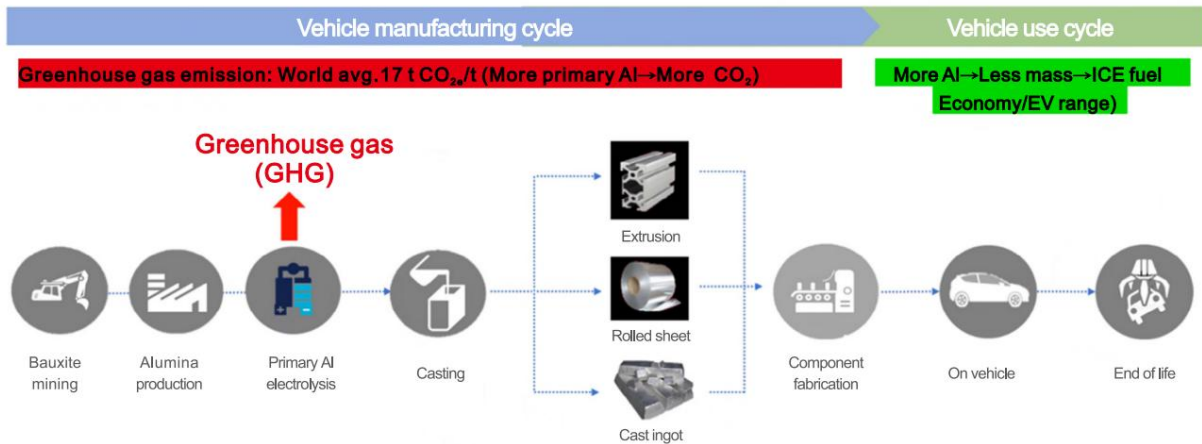 Vehicle manufacturing cycle
Vehicle use cycle
Greenhouse gas emission: World avg.17 t CO₂ₑ/t (More primary Al→More CO₂)
More Al→Less mass→ICE fuel
Economy/EV range)
Greenhouse gas
(GHG)
Extrusion
Rolled sheet
Cast ingot
Bauxite
mining
Alumina
production
Primary Al
electrolysis
Casting
Component
fabrication
On vehicle
End of life